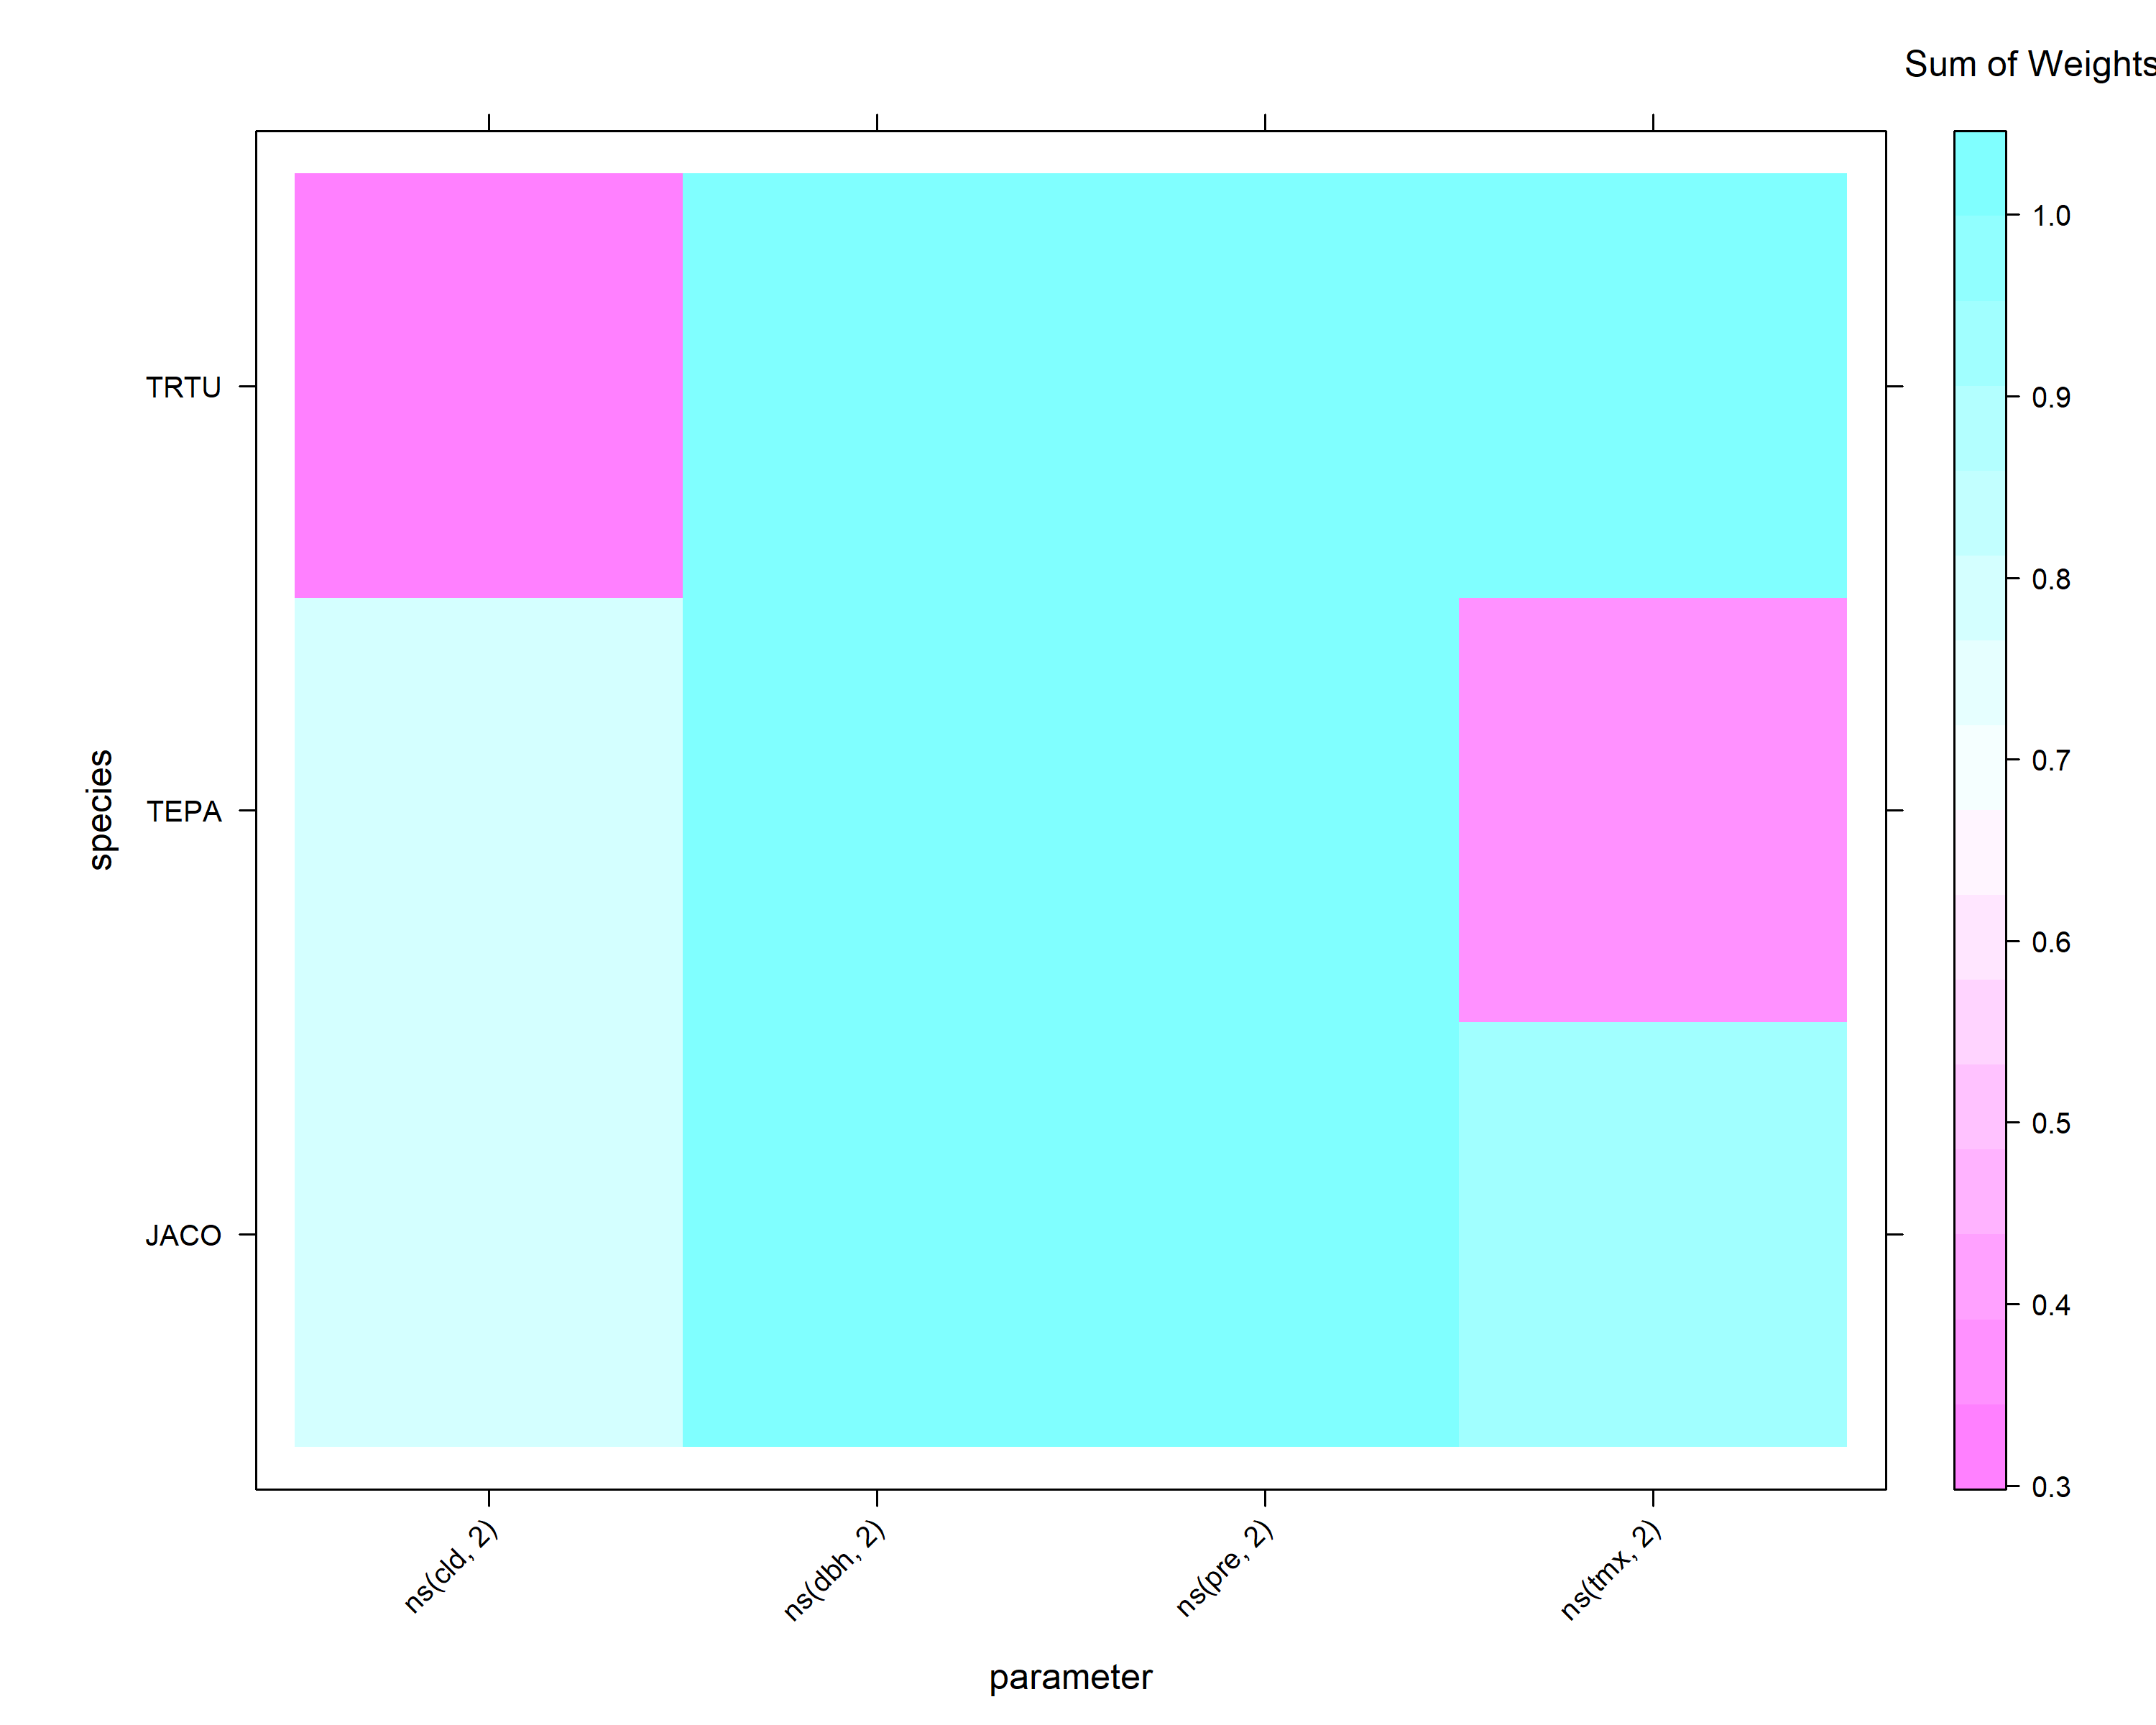 Sum of Weights
1.0
0.9
0.8
0.7
0.6
0.5
0.4
0.3
species
TRTU
TEPA
JACO
ns(cld, 2)
ns(dbh, 2)
ns(pre, 2)
ns(tmx, 2)
parameter